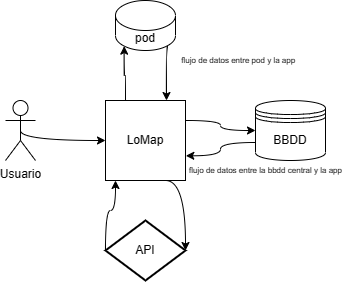 pod
flujo de datos entre pod y la app
LoMap
BBDD
Usuario
flujo de datos entre la bbdd central y la app
API